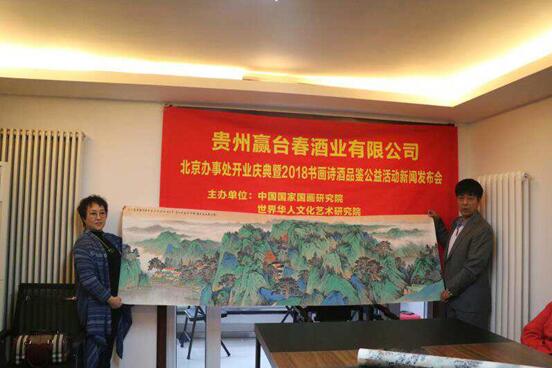 贵州赢台春酒业有限公司
北京办事处开业庆典暨2018书画诗酒品鉴公益活动新闻发布会
主办单位：中国国家国画研究院
世界华人文化艺术研究院